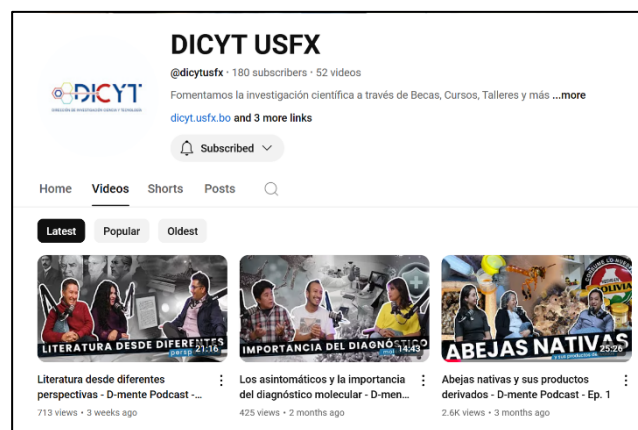 DICYT USFX
@dicytusfx · 180 subscribers · 52 videos
DICYT
DIRECCIÓN DE INVESTIGACIÓN CIENCIA Y TECNOLOGÍA
Fomentamos la investigación científica a través de Becas, Cursos, Talleres y más ...more
dicyt.usfx.bo and 3 more links
Subscribed
Home Videos Shorts Posts
Latest Popular Oldest
LITERATURA DESDE DIFERENTES
21:16
IMPORTANCIA DEL DIAGNÓSTICO
14:43
BOLIVIA
ABEJAS NATIVAS
25:26
Literatura desde diferentes
perspectivas - D-mente Podcast -...
713 views • 3 weeks ago
Los asintomáticos y la importancia
del diagnóstico molecular - D-men...
425 views • 2 months ago
Abejas nativas y sus productos
derivados - D-mente Podcast - Ep. 1
2.6K views • 3 months ago